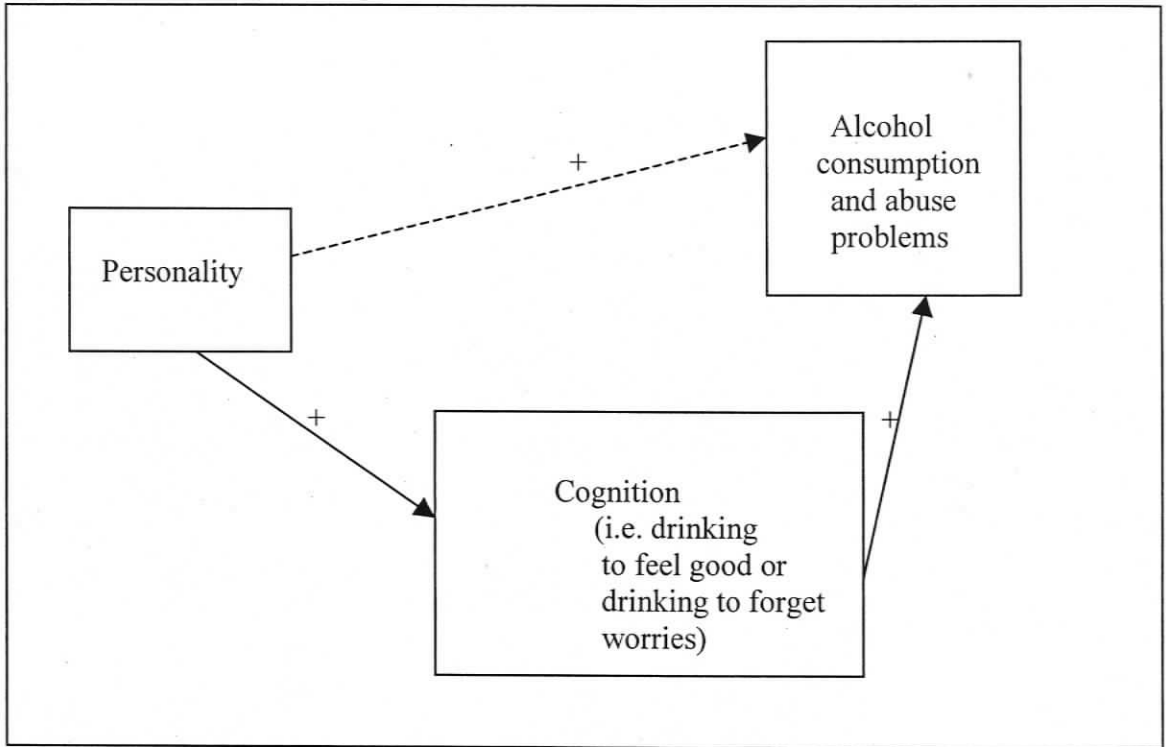 Alcohol
consumption
and abuse
problems
+
Personality
+
+
Cognition
(i.e. drinking
to feel good or
drinking to forget
worries)